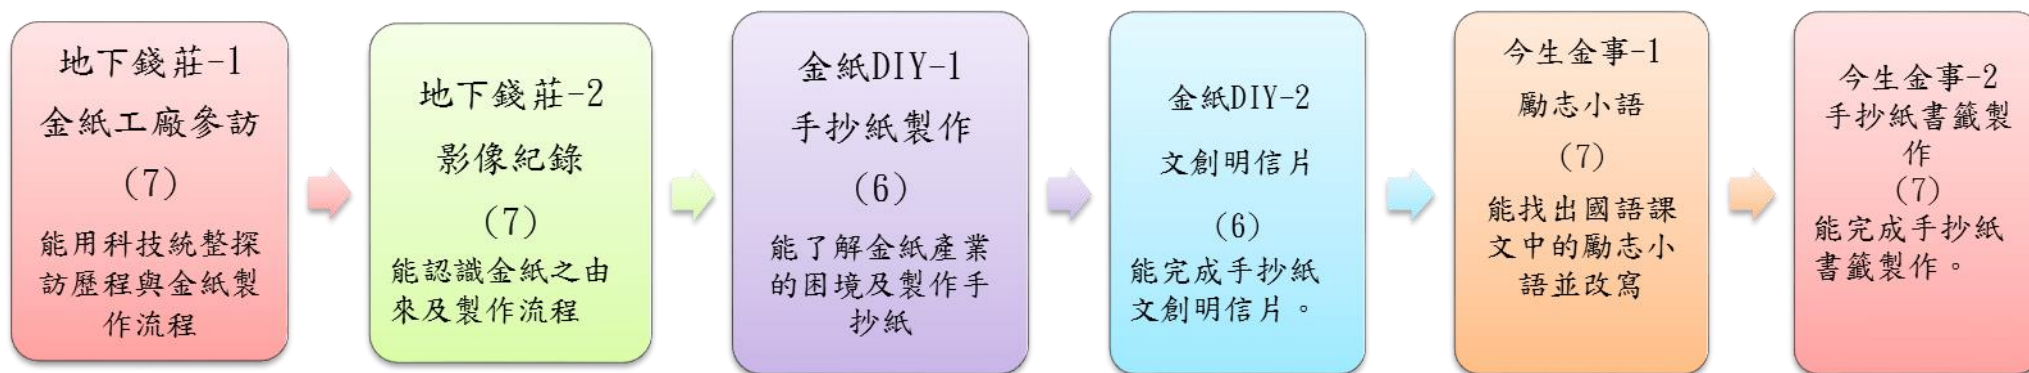 地下錢莊-1
金紙工廠參訪
(7)
能用科技統整探
訪歷程與金紙製
作流程
地下錢莊-2
影像紀錄
(7)
能認識金紙之由
來及製作流程
金紙DIY-1
手抄紙製作
(6)
能了解金紙產業
的困境及製作手
抄紙
金紙DIY-2
文創明信片
(6)
能完成手抄紙
文創明信片。
今生金事-1
勵志小語
(7)
能找出國語課
文中的勵志小
語並改寫
今生金事-2
手抄紙書籤製
作
(7)
能完成手抄紙
書籤製作。